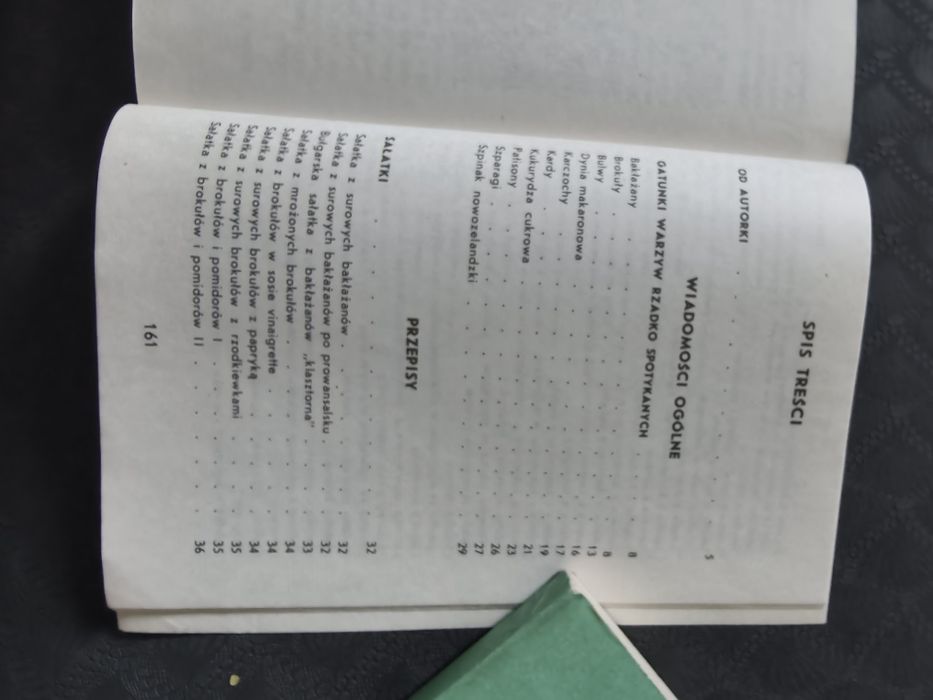 SPIS TREŚCI
OD AUTORKI . . . . . . . . . 5
WIADOMOŚCI OGÓLNE
GATUNKI WARZYW RZADKO SPOTYKANYCH . . . 8
Bakłażany . . . . . . . . 8
Brokuły . . . . . . . . 13
Bulwy . . . . . . . . 16
Dynia makaronowa . . . . . . 17
Karczochy . . . . . . . . 19
Kardy . . . . . . . . 21
Kukurydza cukrowa . . . . . . 23
Patisony . . . . . . . . 26
Szparagi . . . . . . . . 27
Szpinak nowozelandzki . . . . . . 29
PRZEPISY
SAŁATKI . . . . . . . . . 32
Sałatka z surowych bakłażanów . . . . . 32
Sałatka z surowych bakłażanów po prowansalsku . . . 32
Bułgarska sałatka z bakłażanów „klasztorna” . . . 33
Sałatka z mrożonych brokułów . . . . . 34
Sałatka z brokułów w sosie vinaigrette . . . . 34
Sałatka z surowych brokułów z papryką . . . . 34
Sałatka z surowych brokułów z rzodkiewkami . . . 35
Sałatka z brokułów i pomidorów I . . . . . 35
Sałatka z brokułów i pomidorów II . . . . . 36
161